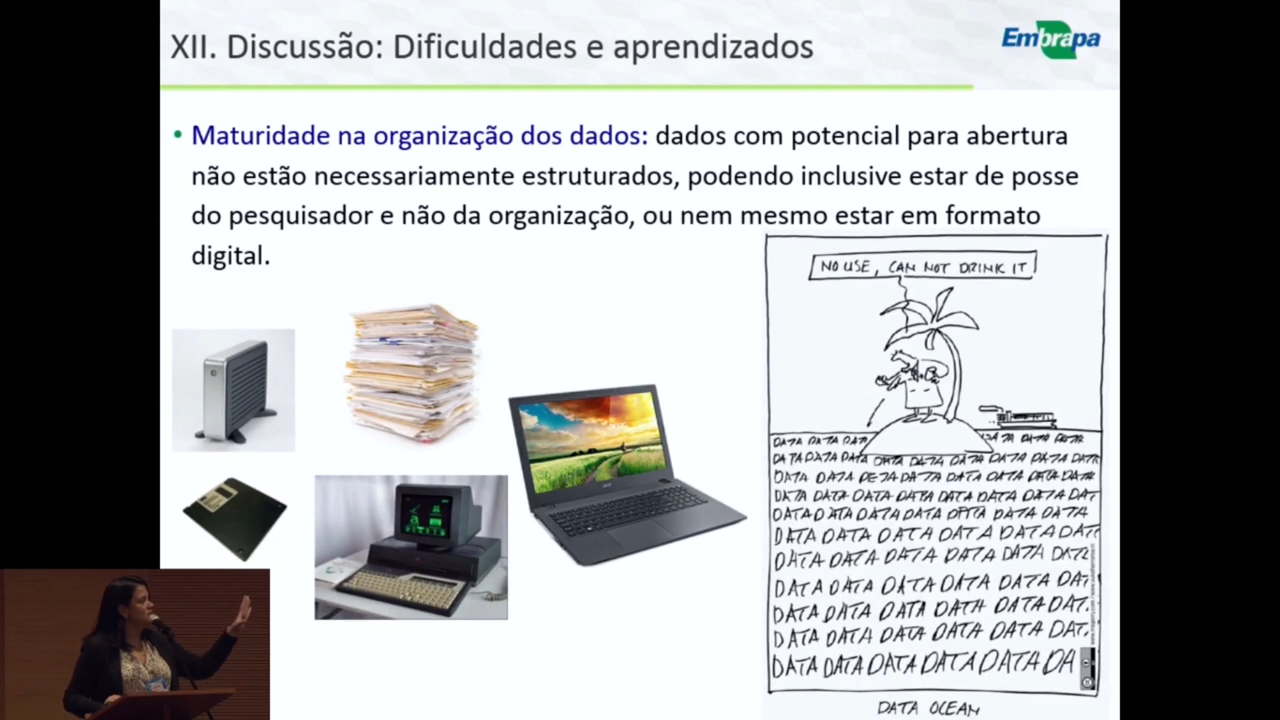 XII. Discussão: Dificuldades e aprendizados
Embrapa
• Maturidade na organização dos dados: dados com potencial para abertura
não estão necessariamente estruturados, podendo inclusive estar de posse
do pesquisador e não da organização, ou nem mesmo estar em formato
digital.
NO USE, CAN NOT DRINK IT
DATA DATA DAT DATA DATA
DATA DATA DATA DATA DATA DATA DATA DATA DATA
DATA DATA DATA DATA DATA DATA DATA DATA
DATA DATA DATA DATA DATA DATA DATA DAT
DATA DATA DATA DATA DATA DATA DATA
DATA DATA DATA DATA DATA DATA
DATA DATA DATA DATA DATA DATA
DATA DATA DATA DATA DATA DAT
DATA DATA DATA DATA DATA DAT
DATA DATA DATA DATA DATA DAT
DATA DATA DATA DATA DATA DA
DATA OCEAN